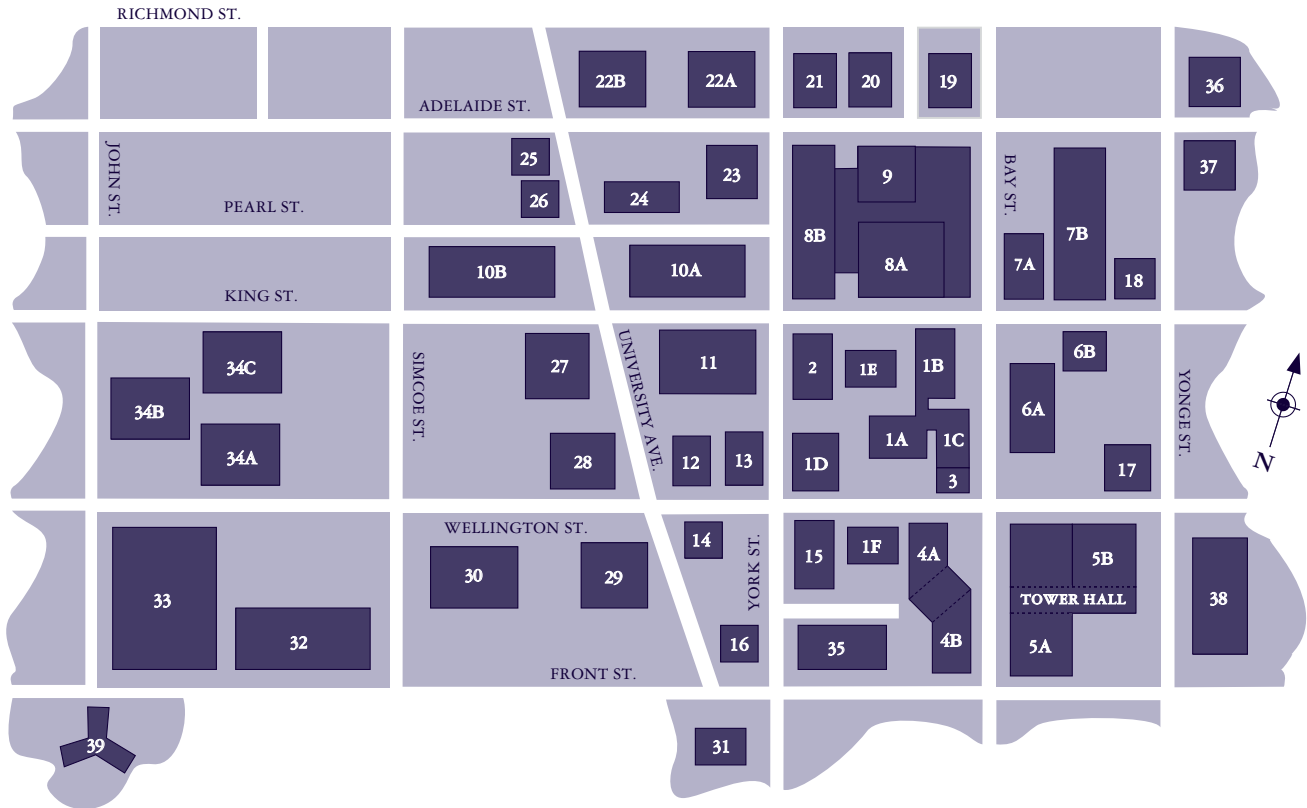 RICHMOND ST.
22B
22A
21
20
19
36
ADELAIDE ST.
JOHN ST.
25
26
24
23
9
8B
8A
BAY ST.
7A
7B
18
37
PEARL ST.
10B
10A
KING ST.
34C
34B
34A
SIMCOE ST.
27
28
UNIVERSITY AVE.
11
12
13
2
1E
1B
1A
1C
1D
3
6B
6A
17
YONGE ST.
N
WELLINGTON ST.
33
32
30
29
14
YORK ST.
16
15
1F
4A
4B
35
5B
TOWER HALL
5A
38
FRONT ST.
39
31